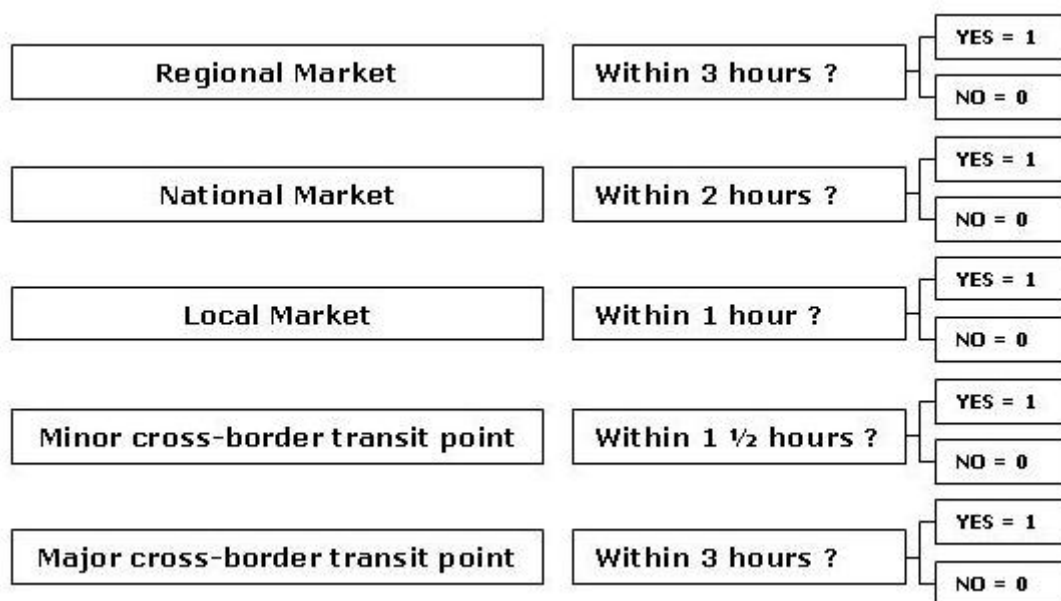 YES = 1
Regional Market
Within 3 hours ?
NO = 0
YES = 1
National Market
Within 2 hours ?
NO = 0
YES = 1
Local Market
Within 1 hour ?
NO = 0
YES = 1
Minor cross-border transit point
Within 1 ½ hours ?
NO = 0
YES = 1
Major cross-border transit point
Within 3 hours ?
NO = 0